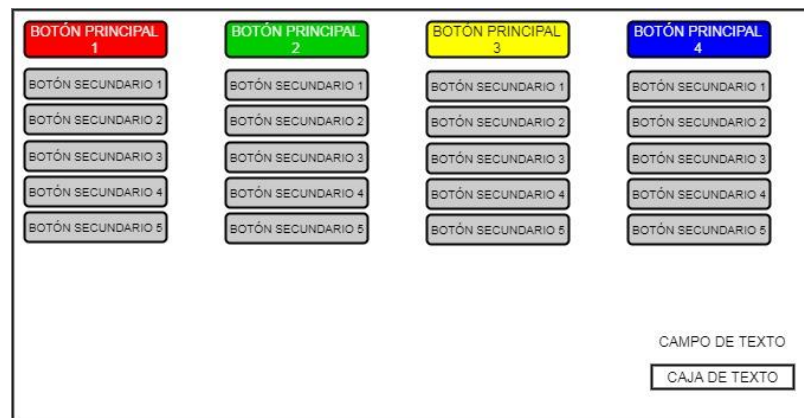 BOTÓN PRINCIPAL
1
BOTÓN SECUNDARIO 1
BOTÓN SECUNDARIO 2
BOTÓN SECUNDARIO 3
BOTÓN SECUNDARIO 4
BOTÓN SECUNDARIO 5
BOTÓN PRINCIPAL
2
BOTÓN SECUNDARIO 1
BOTÓN SECUNDARIO 2
BOTÓN SECUNDARIO 3
BOTÓN SECUNDARIO 4
BOTÓN SECUNDARIO 5
BOTÓN PRINCIPAL
3
BOTÓN SECUNDARIO 1
BOTÓN SECUNDARIO 2
BOTÓN SECUNDARIO 3
BOTÓN SECUNDARIO 4
BOTÓN SECUNDARIO 5
BOTÓN PRINCIPAL
4
BOTÓN SECUNDARIO 1
BOTÓN SECUNDARIO 2
BOTÓN SECUNDARIO 3
BOTÓN SECUNDARIO 4
BOTÓN SECUNDARIO 5
CAMPO DE TEXTO
CAJA DE TEXTO